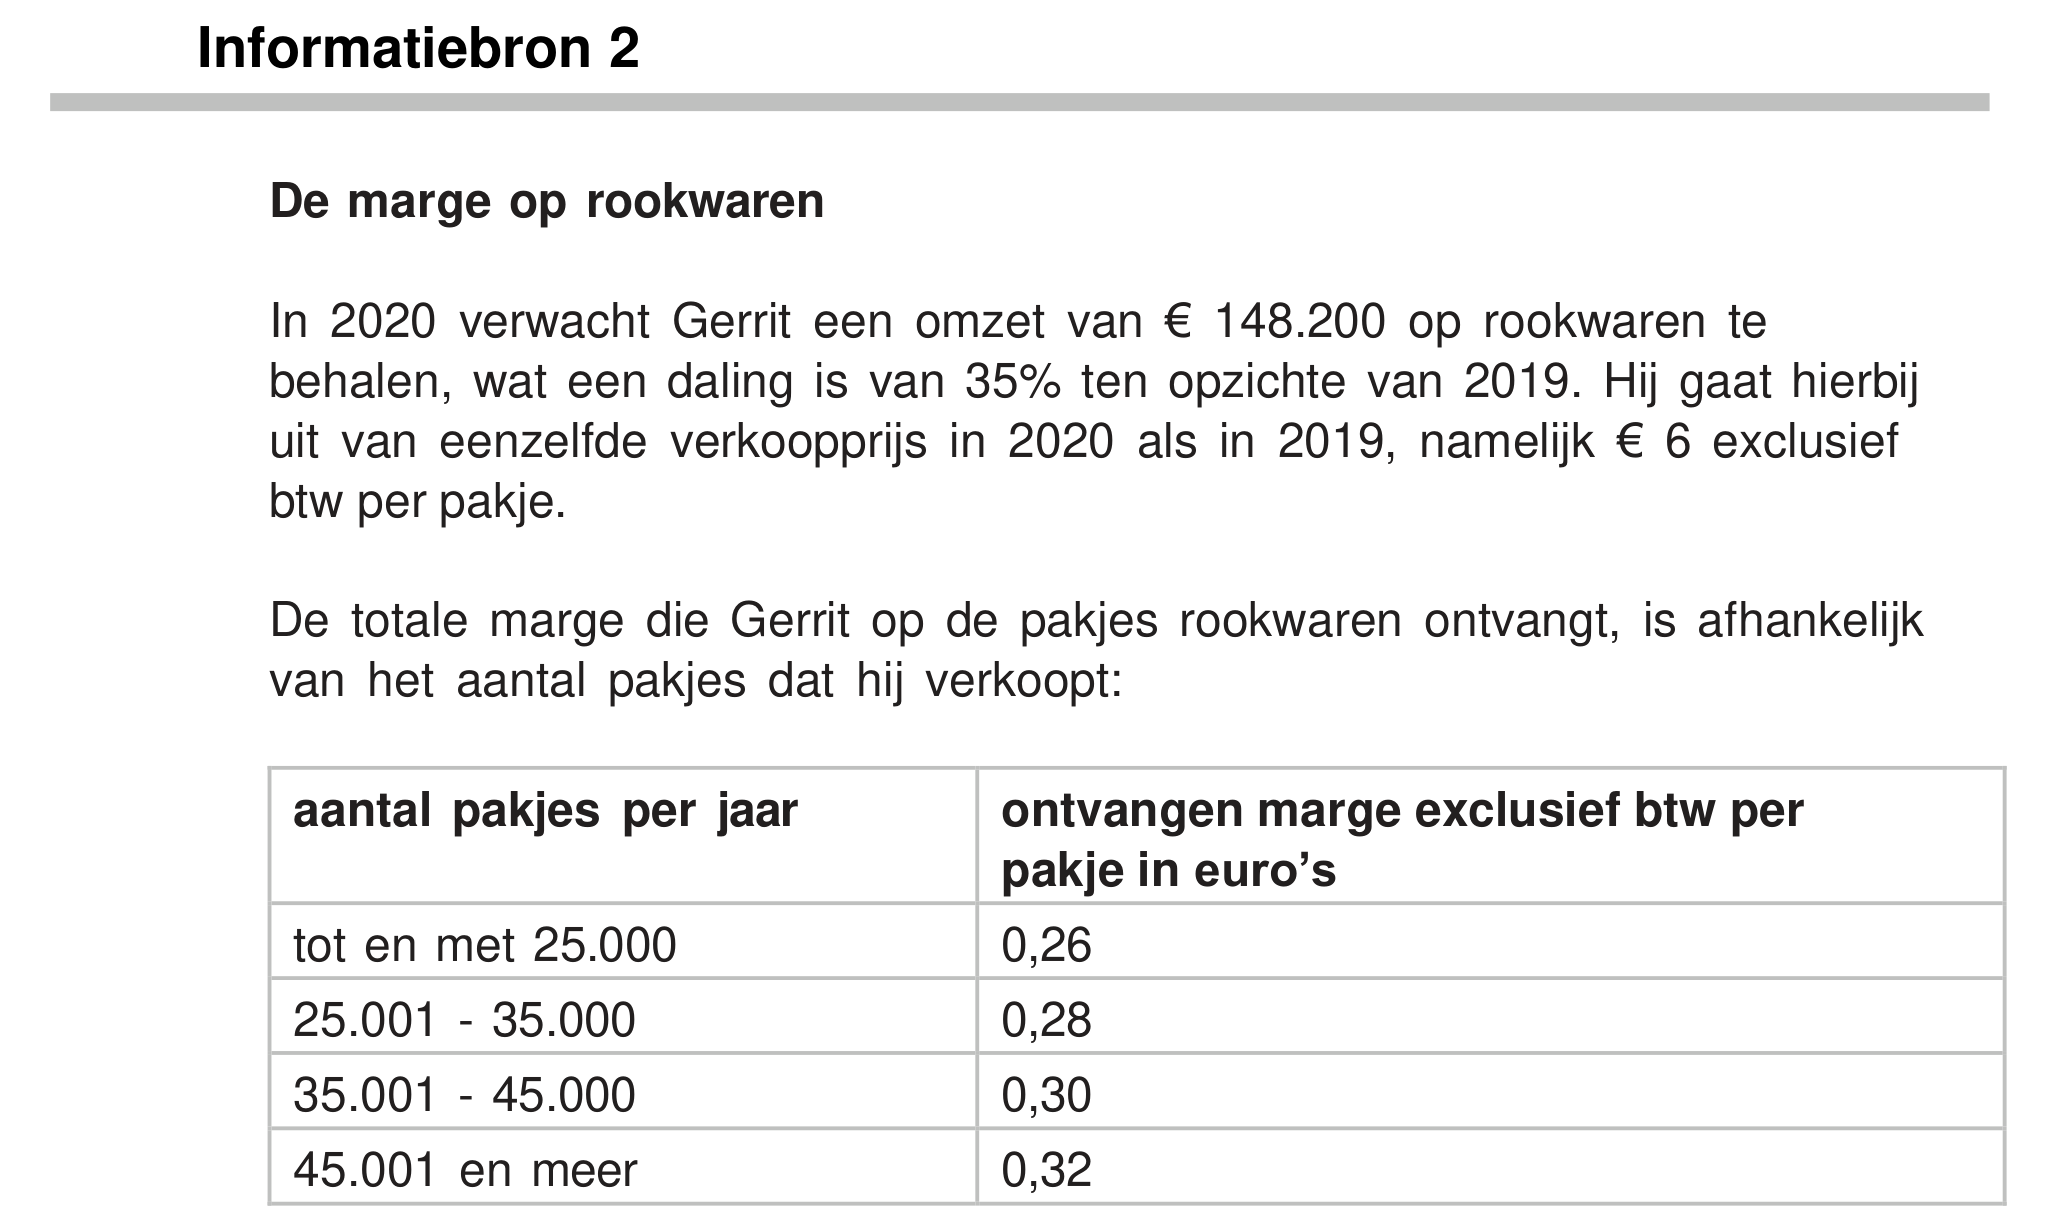 Informatiebron 2
De marge op rookwaren
In 2020 verwacht Gerrit een omzet van € 148.200 op rookwaren te
behalen, wat een daling is van 35% ten opzichte van 2019. Hij gaat hierbij
uit van eenzelfde verkoopprijs in 2020 als in 2019, namelijk € 6 exclusief
btw per pakje.
De totale marge die Gerrit op de pakjes rookwaren ontvangt, is afhankelijk
van het aantal pakjes dat hij verkoopt:
aantal pakjes per jaar
ontvangen marge exclusief btw per
pakje in euro’s
tot en met 25.000
0,26
25.001 - 35.000
0,28
35.001 - 45.000
0,30
45.001 en meer
0,32